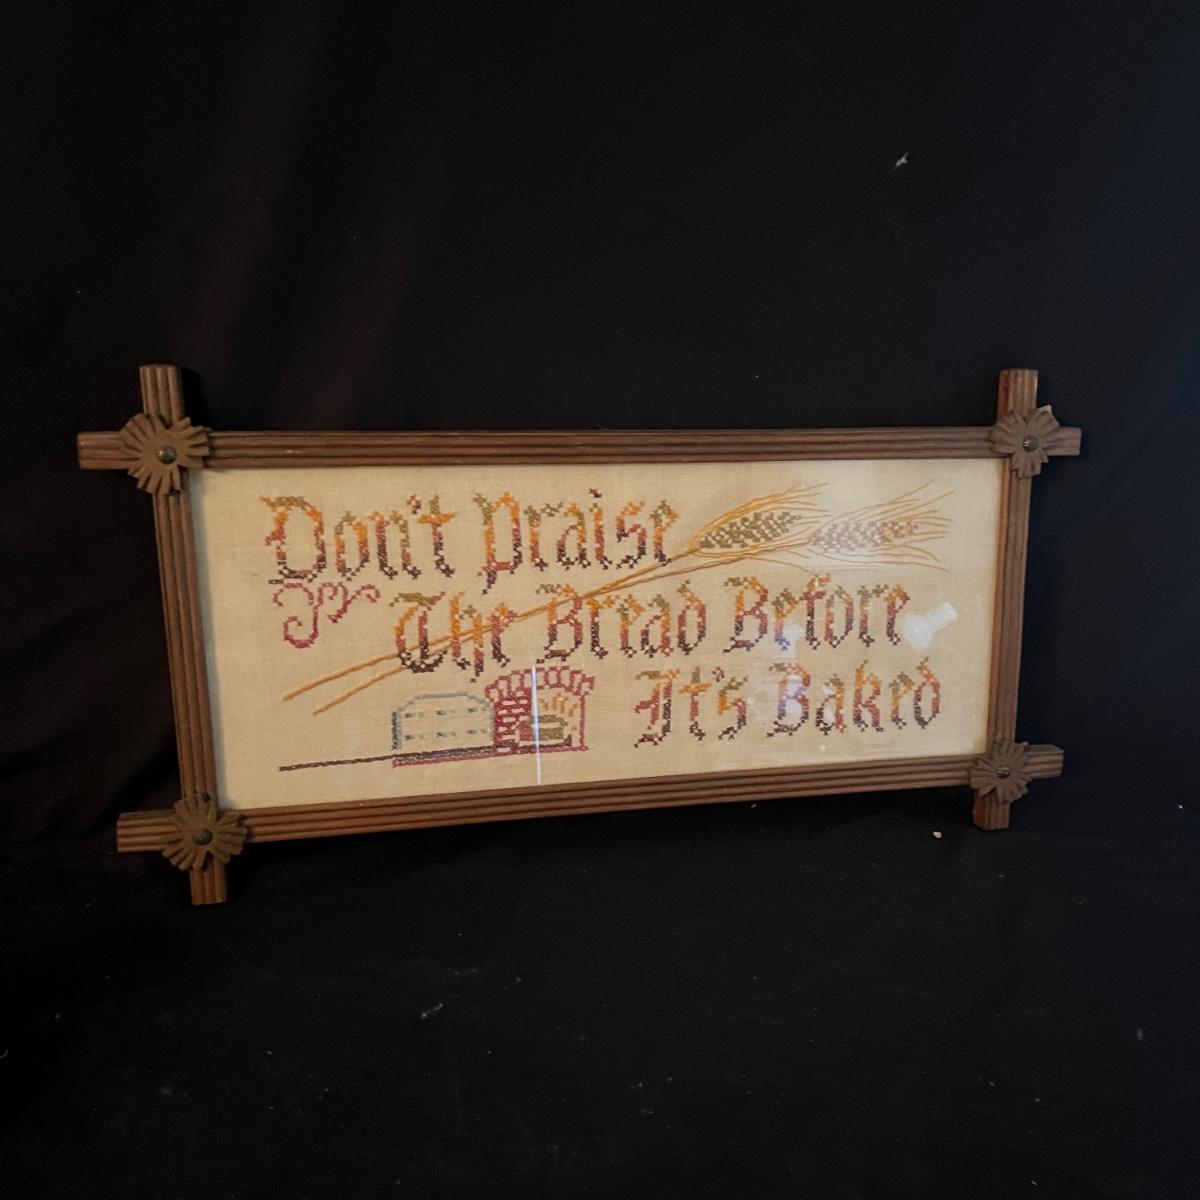 Don't Praise
The Bread Before
It's Baked